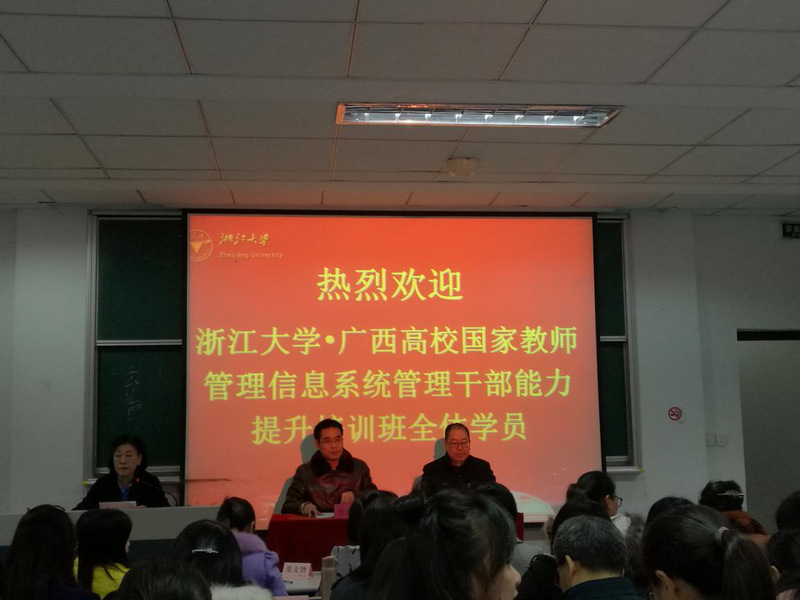 浙江大学
Zhejiang University
热烈欢迎
浙江大学•广西高校国家教师
管理信息系统管理干部能力
提升培训班全体学员